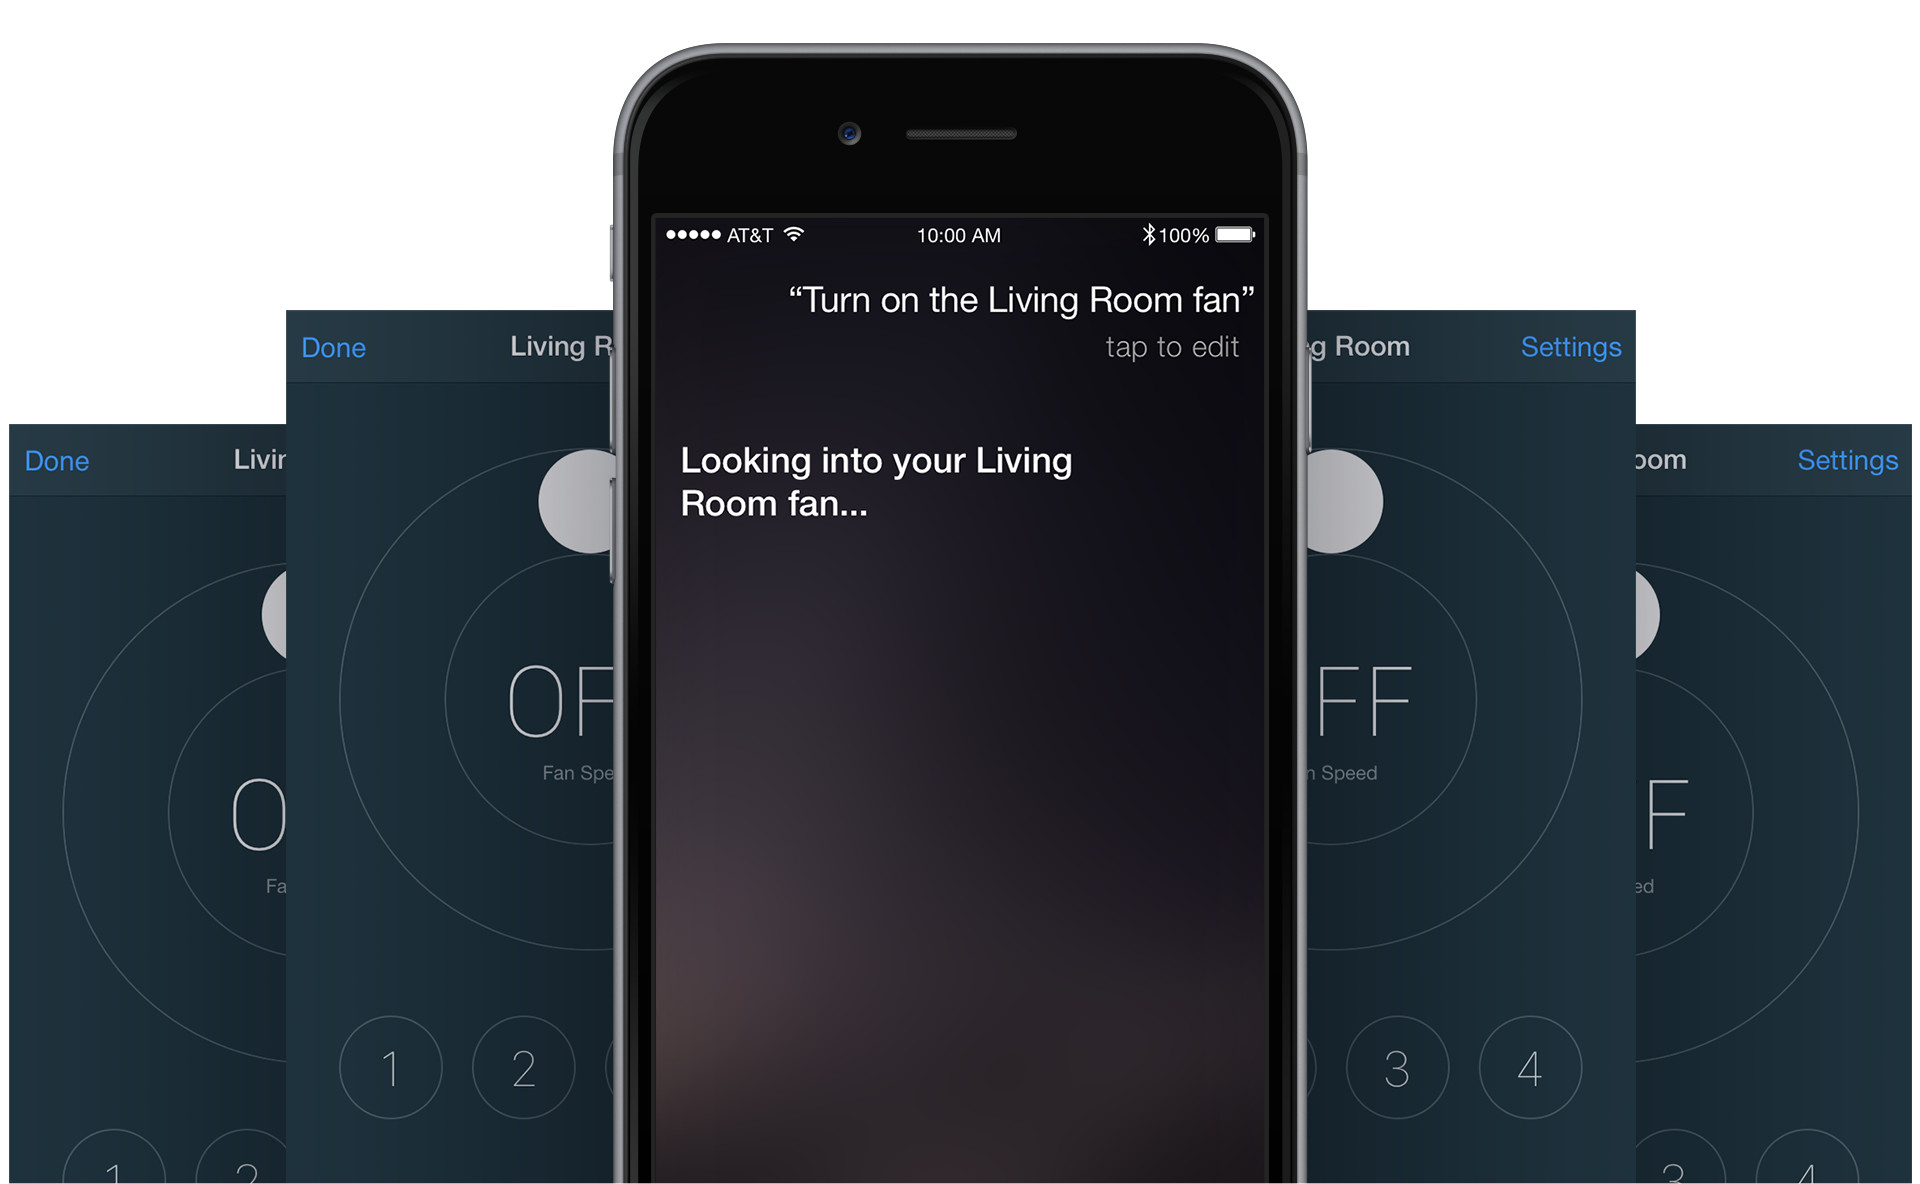 AT&T 10:00 AM 100%
“Turn on the Living Room fan”
tap to edit
Looking into your Living
Room fan...
Done Living R
g Room Settings
OF
FF
Fan Spe
n Speed
1 2
3 4
Done Livin
oom Settings
O
F
Fa
ed
1 2
3 4